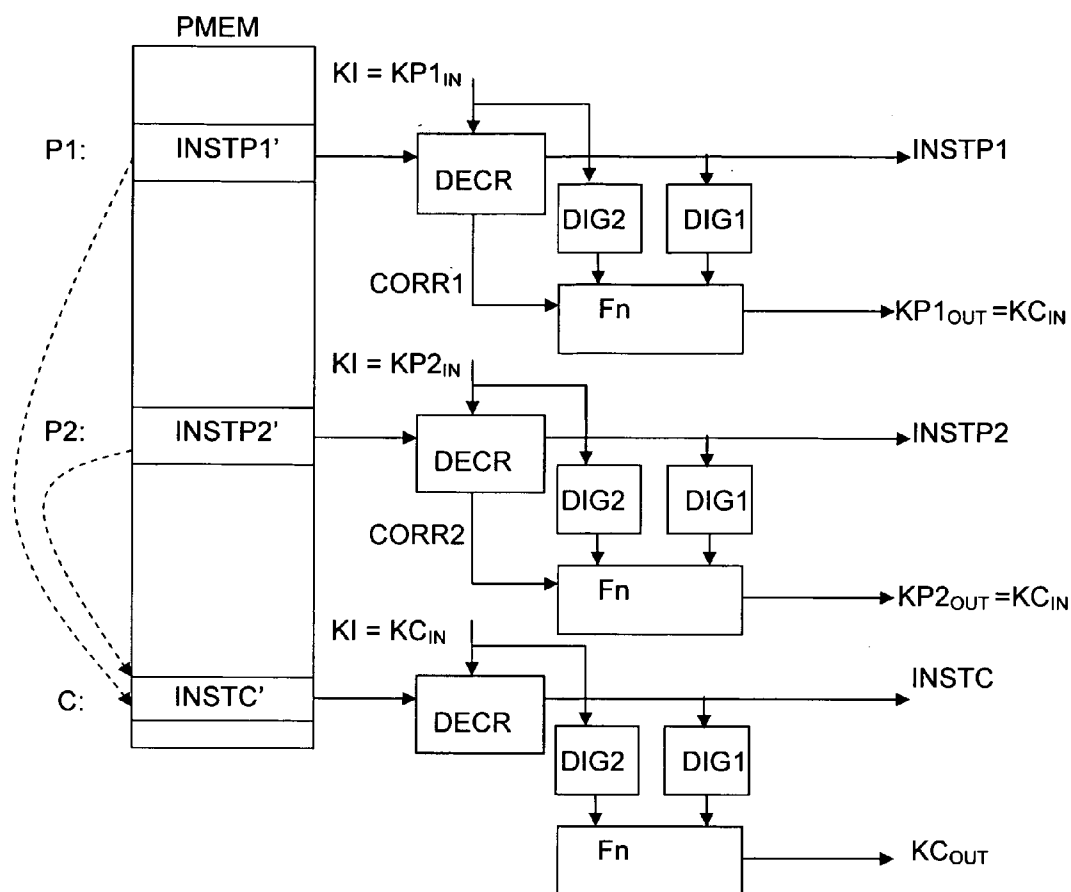 PMEM
KI = KP1IN
P1:
INSTP1'
DECR
INSTP1
DIG2
DIG1
CORR1
Fn
KP1OUT =KCIN
KI = KP2IN
P2:
INSTP2'
DECR
INSTP2
DIG2
DIG1
CORR2
Fn
KP2OUT =KCIN
KI = KCIN
C:
INSTC'
DECR
INSTC
DIG2
DIG1
Fn
KCOUT